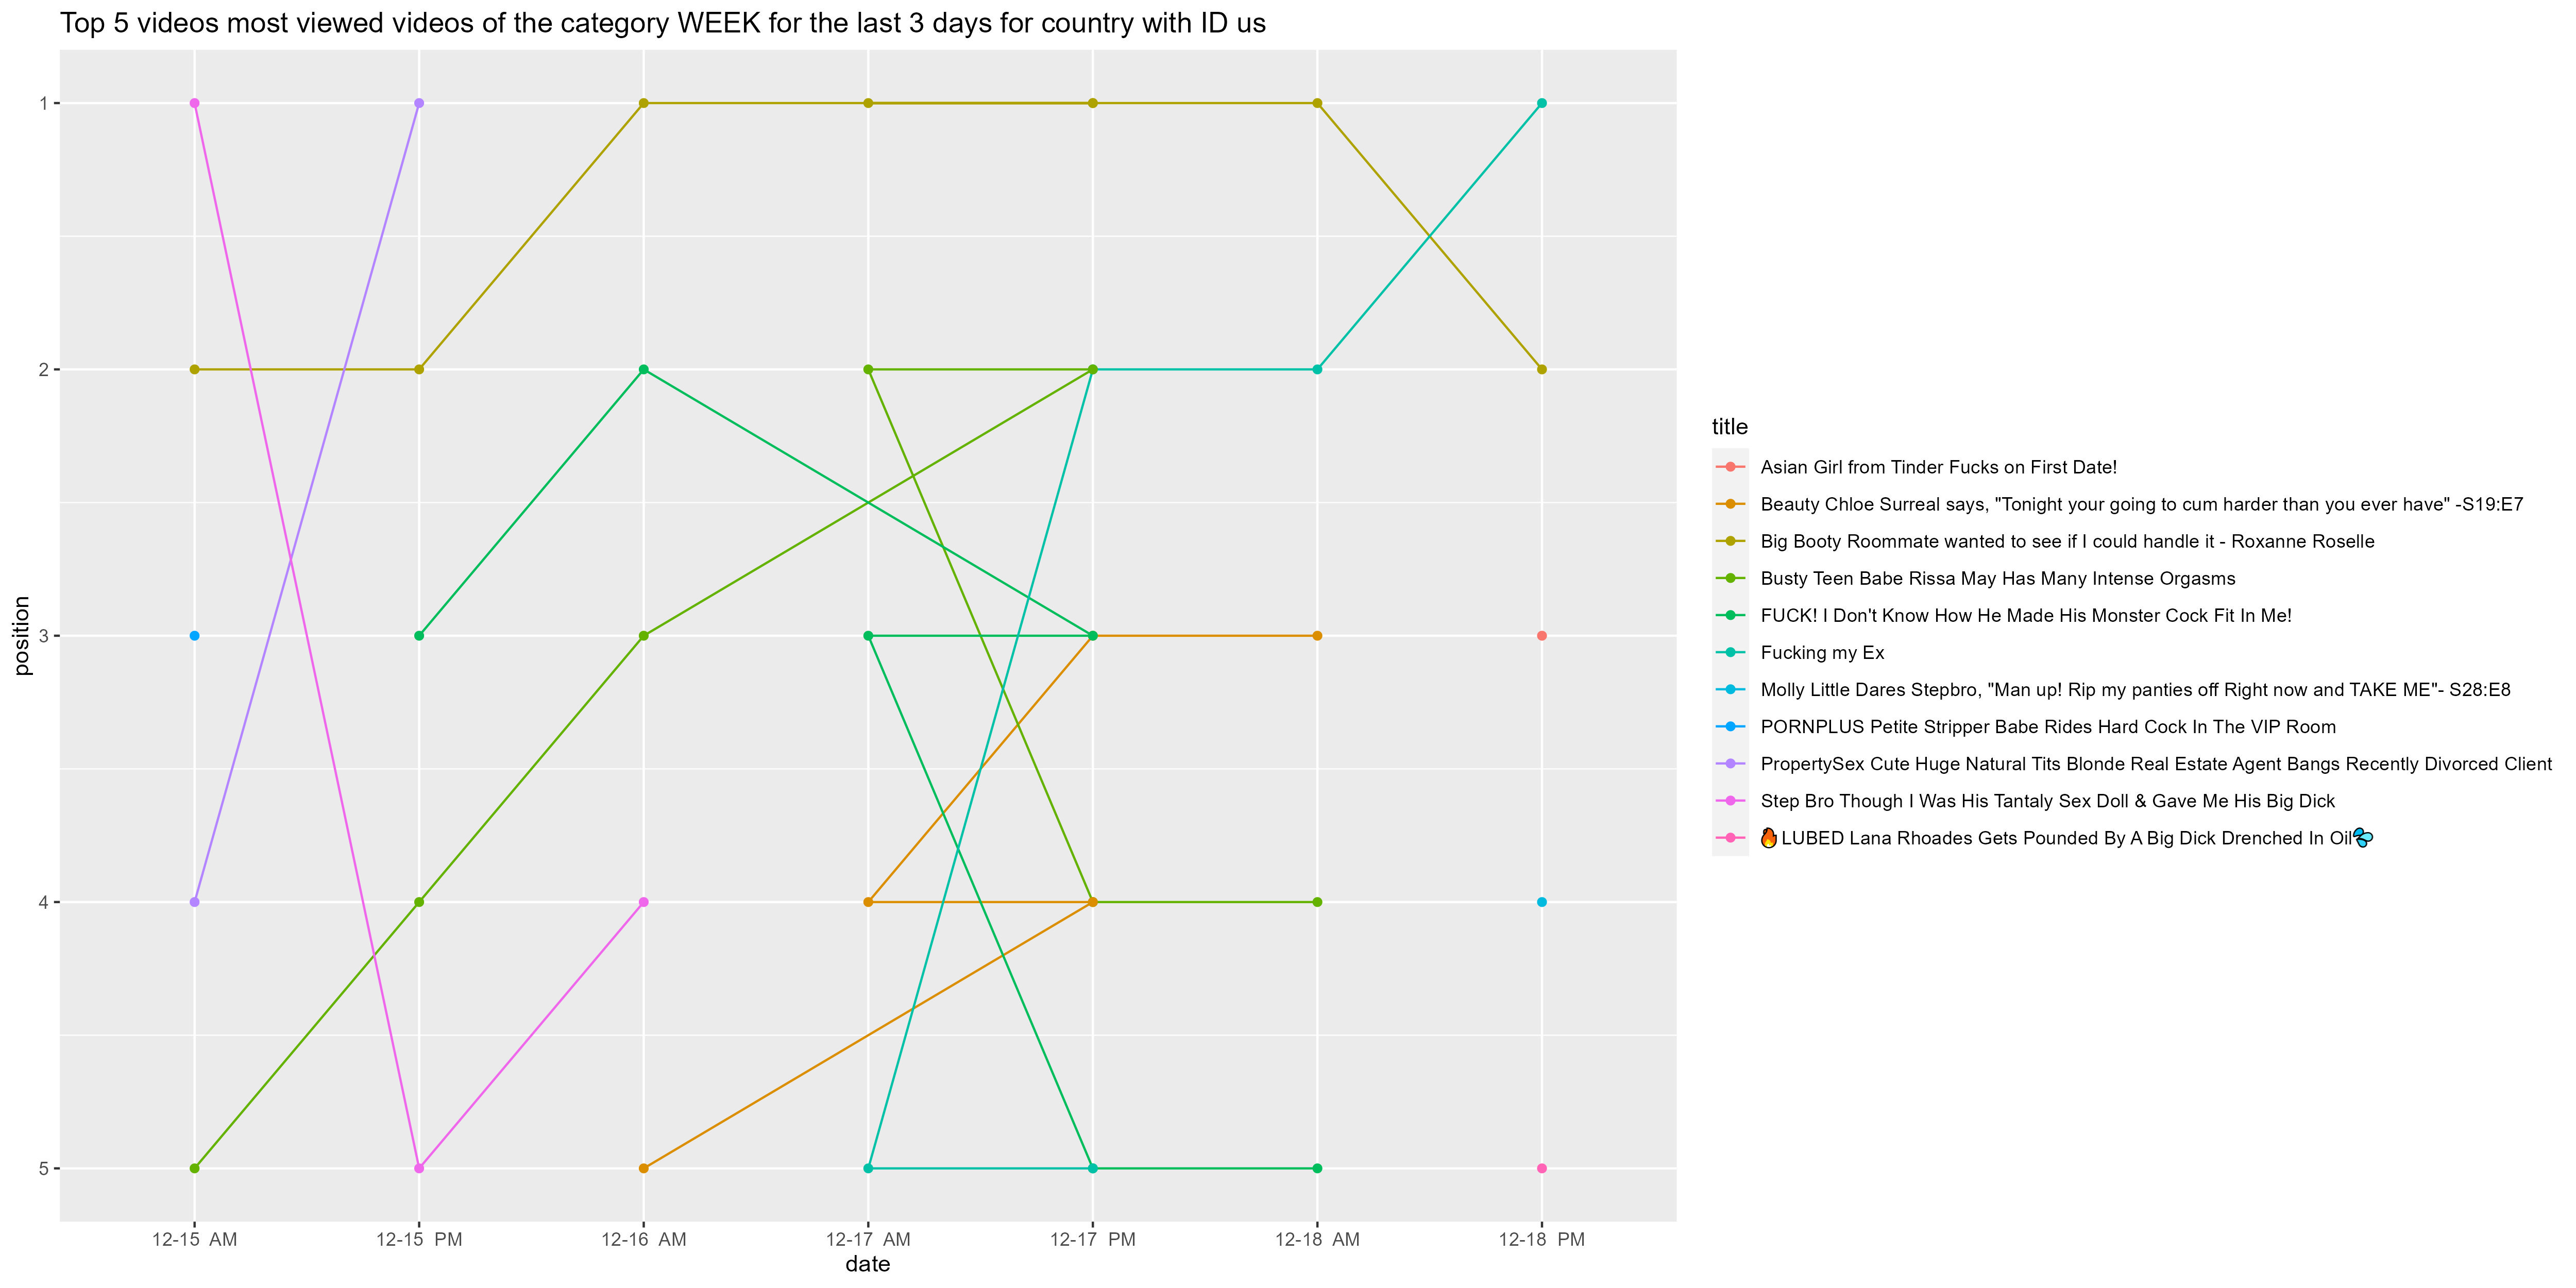 Top 5 videos most viewed videos of the category WEEK for the last 3 days for country with ID us
1
2
3
4
5
position
12-15 AM
12-15 PM
12-16 AM
12-17 AM
12-17 PM
12-18 AM
12-18 PM
date
title
Asian Girl from Tinder Fucks on First Date!
Beauty Chloe Surreal says, "Tonight your going to cum harder than you ever have" -S19:E7
Big Booty Roommate wanted to see if I could handle it - Roxanne Roselle
Busty Teen Babe Rissa May Has Many Intense Orgasms
FUCK! I Don't Know How He Made His Monster Cock Fit In Me!
Fucking my Ex
Molly Little Dares Stepbro, "Man up! Rip my panties off Right now and TAKE ME"- S28:E8
PORNPLUS Petite Stripper Babe Rides Hard Cock In The VIP Room
PropertySex Cute Huge Natural Tits Blonde Real Estate Agent Bangs Recently Divorced Client
Step Bro Though I Was His Tantaly Sex Doll & Gave Me His Big Dick
🔥LUBED Lana Rhoades Gets Pounded By A Big Dick Drenched In Oil💦